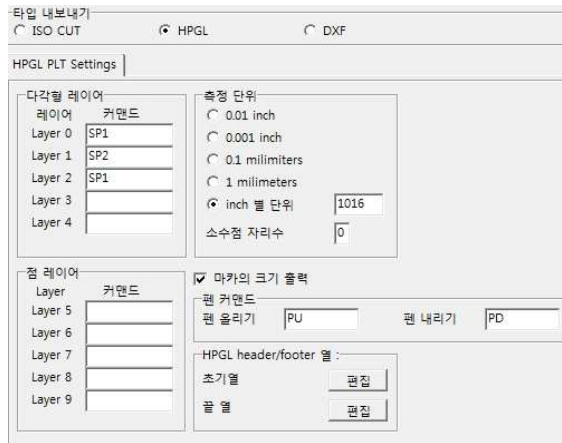 타입 내보내기
ISO CUT HPGL DXF
HPGL PLT Settings
다각형 레이어
레이어 커맨드
Layer 0 SP1
Layer 1 SP2
Layer 2 SP1
Layer 3
Layer 4
측정 단위
0.01 inch
0.001 inch
0.1 milimiters
1 milimeters
inch 별 단위 1016
소수점 자리수 0
점 레이어
Layer 커맨드
Layer 5
Layer 6
Layer 7
Layer 8
Layer 9
마카의 크기 출력
펜 커맨드
펜 올리기 PU 펜 내리기 PD
HPGL header/footer 열 :
초기열 편집
끝 열 편집